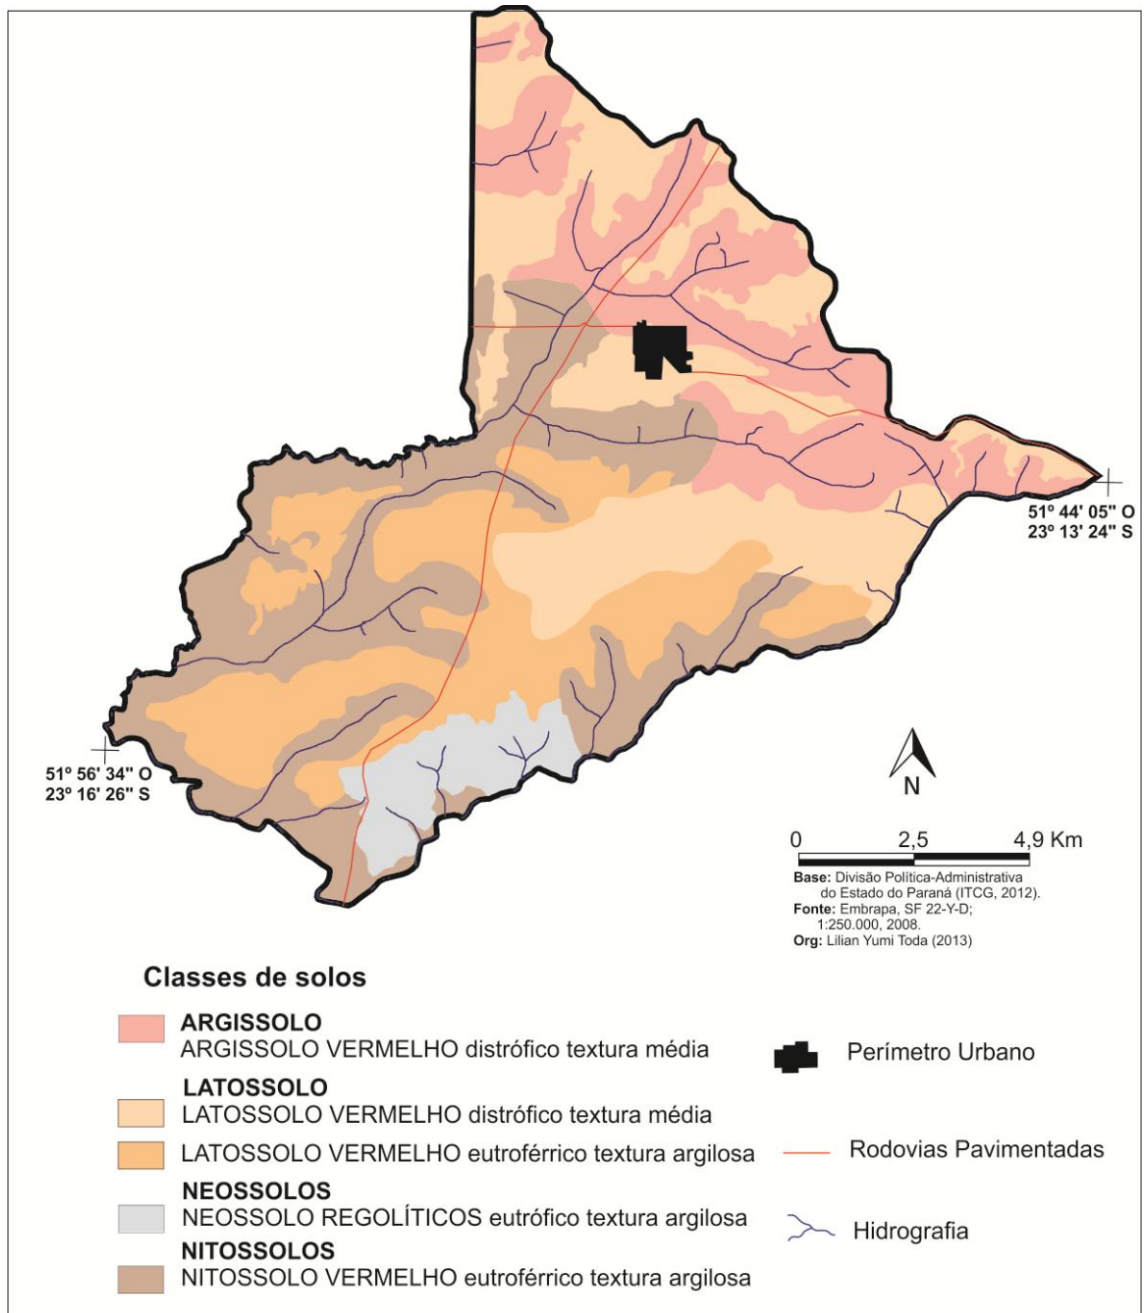 51º 44' 05" O
23º 13' 24" S
51º 56' 34" O
23º 16' 26" S
N
0 2,5 4,9 Km
Base: Divisão Política-Administrativa
do Estado do Paraná (ITCG, 2012).
Fonte: Embrapa, SF 22-Y-D;
1:250.000, 2008.
Org: Lilian Yumi Toda (2013)
Classes de solos
ARGISSOLO
ARGISSOLO VERMELHO distrófico textura média
LATOSSOLO
LATOSSOLO VERMELHO distrófico textura média
LATOSSOLO VERMELHO eutroférrico textura argilosa
NEOSSOLOS
NEOSSOLO REGOLÍTICOS eutrófico textura argilosa
NITOSSOLOS
NITOSSOLO VERMELHO eutroférrico textura argilosa
Perímetro Urbano
Rodovias Pavimentadas
Hidrografia